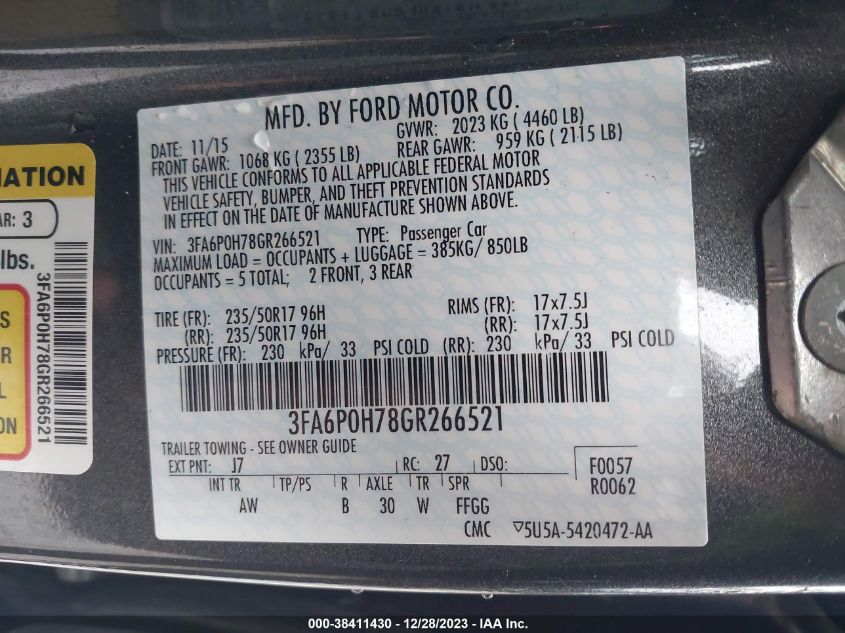 MFD. BY FORD MOTOR CO.
DATE: 11/15 GVWR: 2023 KG ( 4460 LB)
FRONT GAWR: 1068 KG ( 2355 LB) REAR GAWR: 959 KG ( 2115 LB)
THIS VEHICLE CONFORMS TO ALL APPLICABLE FEDERAL MOTOR
VEHICLE SAFETY, BUMPER, AND THEFT PREVENTION STANDARDS
IN EFFECT ON THE DATE OF MANUFACTURE SHOWN ABOVE.
VIN: 3FA6P0H78GR266521 TYPE: Passenger Car
MAXIMUM LOAD = OCCUPANTS + LUGGAGE = 385KG/ 850LB
OCCUPANTS = 5 TOTAL; 2 FRONT, 3 REAR
TIRE (FR): 235/50R17 96H RIMS (FR): 17x7.5J
(RR): 235/50R17 96H (RR): 17x7.5J
PRESSURE (FR): 230 kPa/ 33 PSI COLD (RR): 230 kPa/ 33 PSI COLD
3FA6P0H78GR266521
TRAILER TOWING - SEE OWNER GUIDE
EXT PNT: J7 RC: 27 DSO: F0057
R0062
INT TR TP/PS R AXLE TR SPR
AW B 30 W FFGG
CMC ▽5U5A-5420472-AA
AR: 3
lbs.
3FA6P0H78GR266521
000-38411430 - 12/28/2023 - IAA Inc.